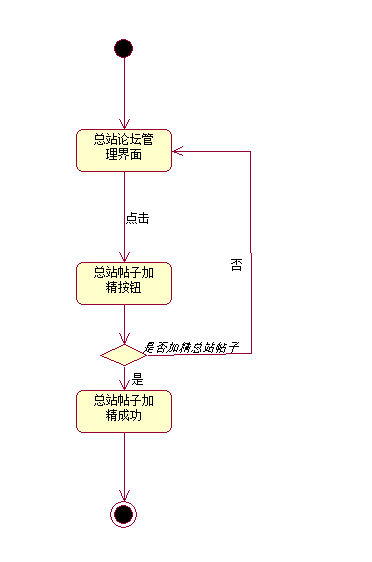 总站论坛管
理界面
点击
总站帖子加
精按钮
否
是否加精总站帖子
是
总站帖子加
精成功